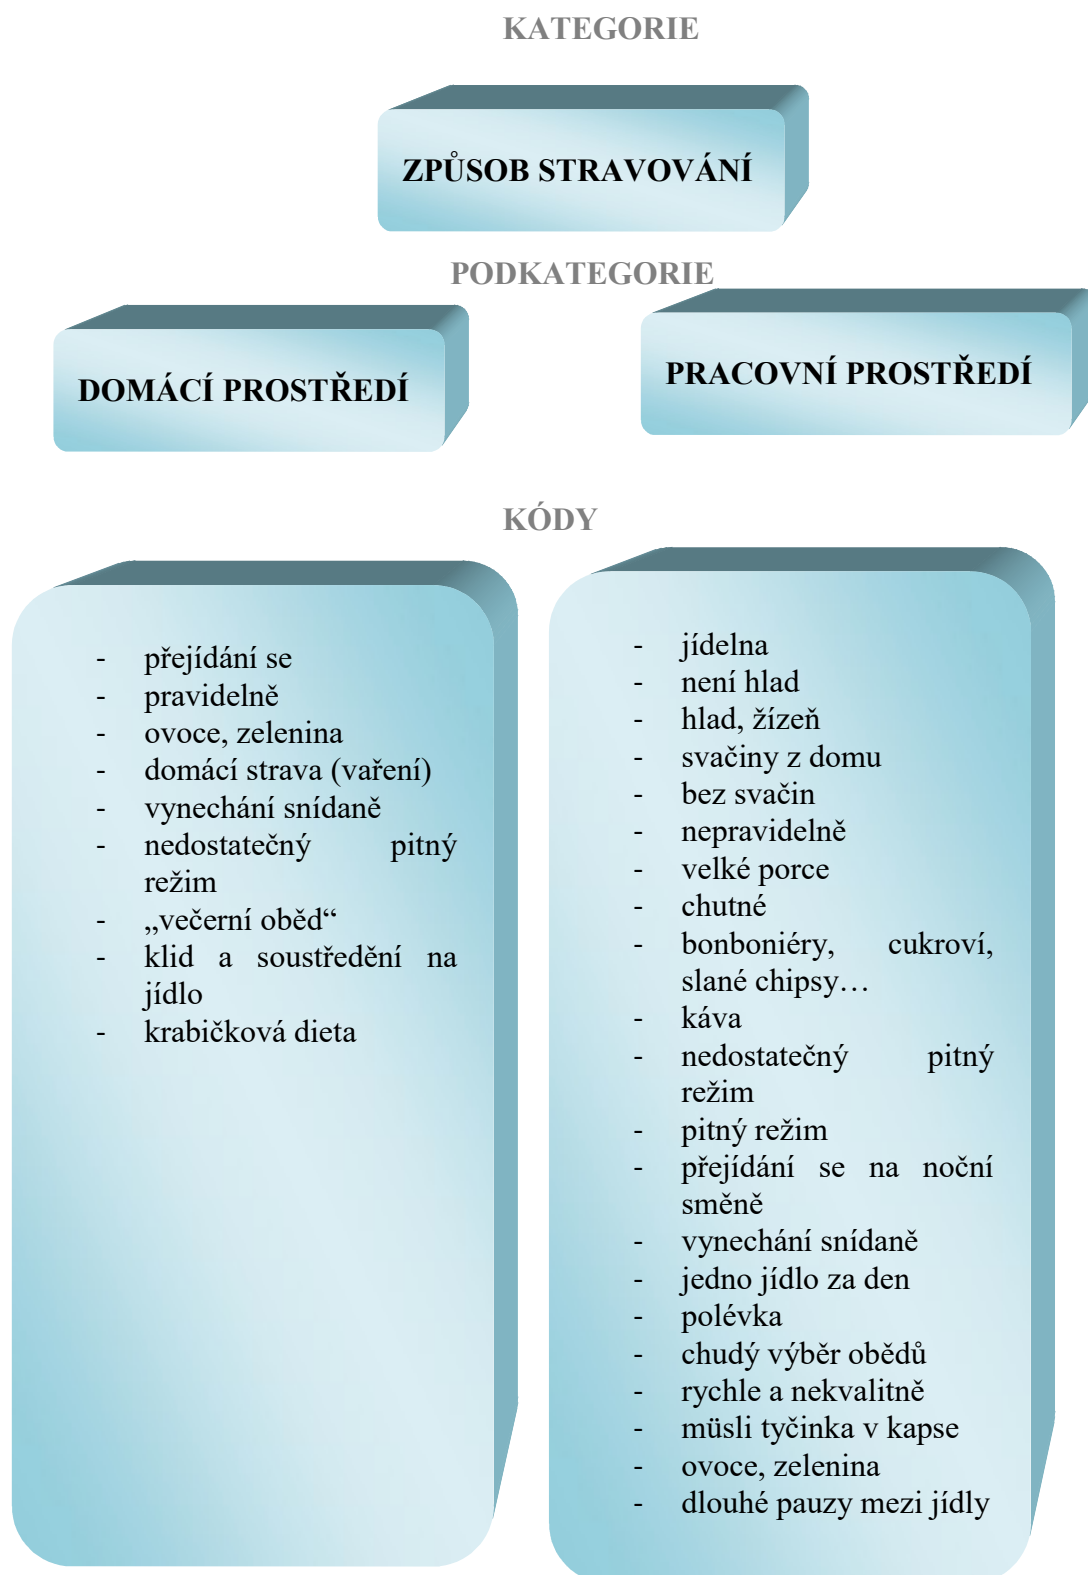 KATEGORIE
ZPŮSOB STRAVOVÁNÍ
PODKATEGORIE
DOMÁCÍ PROSTŘEDÍ
PRACOVNÍ PROSTŘEDÍ
KÓDY
- přejídání se
- pravidelně
- ovoce, zelenina
- domácí strava (vaření)
- vynechání snídaně
- nedostatečný pitný
režim
- „večerní oběd“
- klid a soustředění na
jídlo
- krabičková dieta
- jídelna
- není hlad
- hlad, žízeň
- svačiny z domu
- bez svačin
- nepravidelně
- velké porce
- chutné
- bonboniéry, cukroví,
slané chipsy…
- káva
- nedostatečný pitný
režim
- pitný režim
- přejídání se na noční
směně
- vynechání snídaně
- jedno jídlo za den
- polévka
- chudý výběr obědů
- rychle a nekvalitně
- müsli tyčinka v kapse
- ovoce, zelenina
- dlouhé pauzy mezi jídly